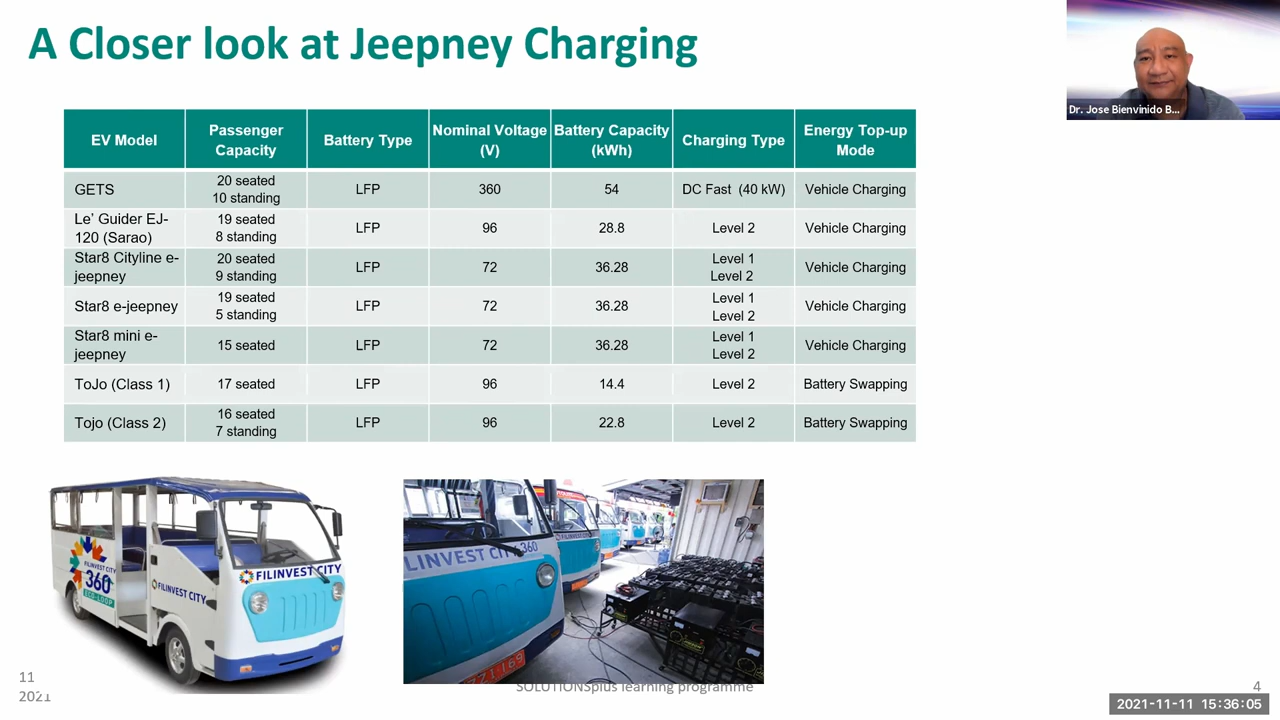 A Closer look at Jeepney Charging
Dr. Jose Bienvinido B...
EV Model
Passenger
Capacity
Battery Type
Nominal Voltage
(V)
Battery Capacity
(kWh)
Charging Type
Energy Top-up
Mode
GETS
20 seated
10 standing
LFP
360
54
DC Fast (40 kW)
Vehicle Charging
Le' Guider EJ-
120 (Sarao)
19 seated
8 standing
LFP
96
28.8
Level 2
Vehicle Charging
Star8 Cityline e-
jeepney
20 seated
9 standing
LFP
72
36.28
Level 1
Level 2
Vehicle Charging
Star8 e-jeepney
19 seated
5 standing
LFP
72
36.28
Level 1
Level 2
Vehicle Charging
Star8 mini e-
jeepney
15 seated
LFP
72
36.28
Level 1
Level 2
Vehicle Charging
ToJo (Class 1)
17 seated
LFP
96
14.4
Level 2
Battery Swapping
Tojo (Class 2)
16 seated
7 standing
LFP
96
22.8
Level 2
Battery Swapping
FILINVEST CITY
360
ECO-LOOP
FILINVEST CITY
FILINVEST CITY
LINVEST CITY 360
11
2021
SOLUTIONSplus learning programme
4
2021-11-11 15:36:05